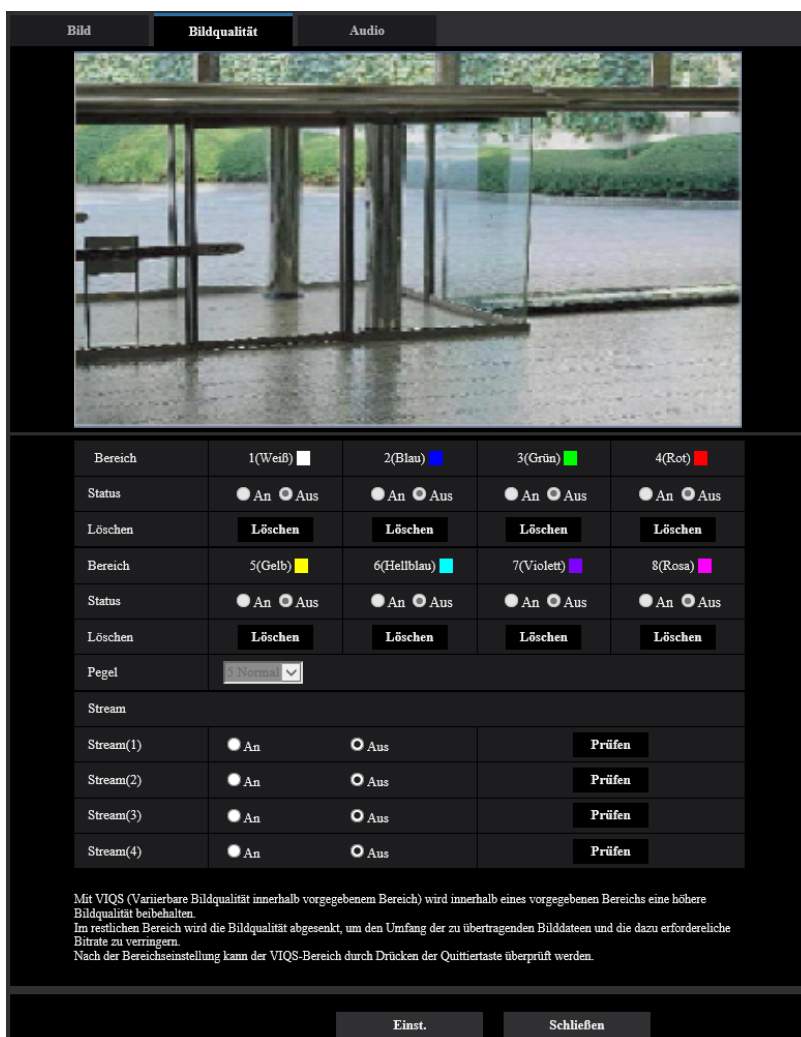 Bild Bildqualität Audio
Bereich 1(Weiß) 2(Blau) 3(Grün) 4(Rot)
Status An Aus An Aus An Aus An Aus
Löschen Löschen Löschen Löschen Löschen
Bereich 5(Gelb) 6(Hellblau) 7(Violett) 8(Rosa)
Status An Aus An Aus An Aus An Aus
Löschen Löschen Löschen Löschen Löschen
Pegel 5 Normal
Stream
Stream(1) An Aus Prüfen
Stream(2) An Aus Prüfen
Stream(3) An Aus Prüfen
Stream(4) An Aus Prüfen
Mit VIQS (Variierbare Bildqualität innerhalb vorgegebenem Bereich) wird innerhalb eines vorgegebenen Bereichs eine höhere
Bildqualität beibehalten.
Im restlichen Bereich wird die Bildqualität abgesenkt, um den Umfang der zu übertragenden Bilddateen und die dazu erfordereliche
Bitrate zu verringern.
Nach der Bereichseinstellung kann der VIQS-Bereich durch Drücken der Quittiertaste überprüft werden.
Einst. Schließen